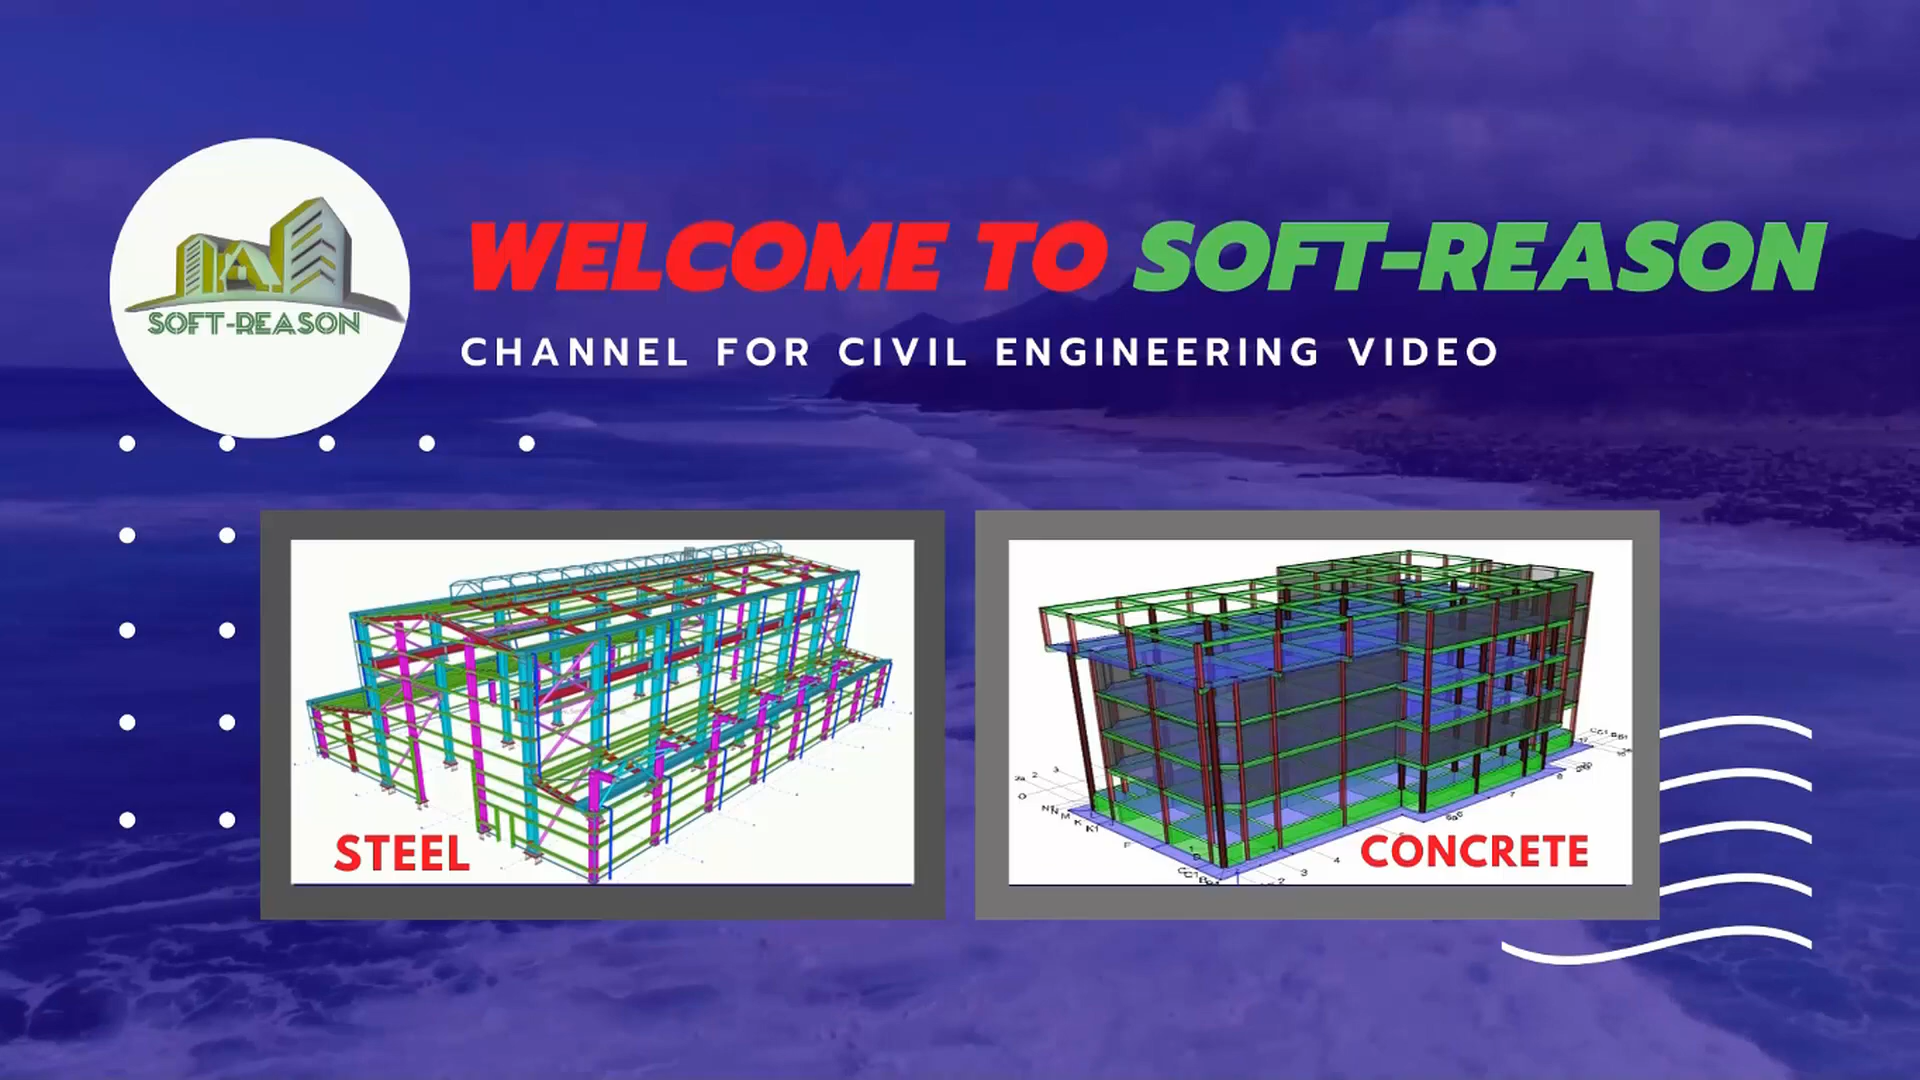 WELCOME TO SOFT-REASON
SOFT-REASON
CHANNEL FOR CIVIL ENGINEERING VIDEO
STEEL
CONCRETE